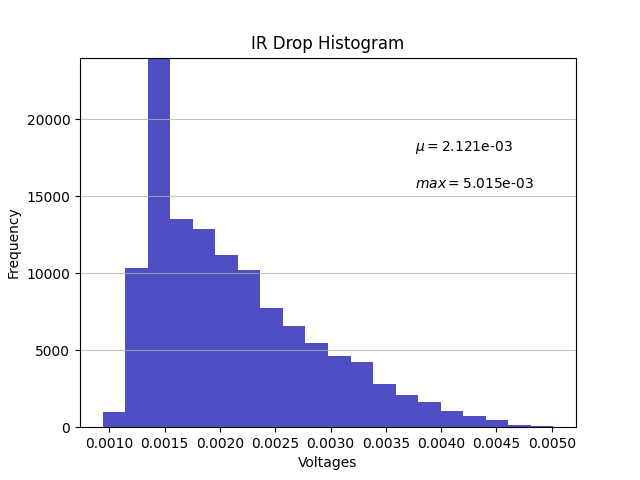 IR Drop Histogram
20000
15000
10000
5000
0
Frequency
μ = 2.121e-03
max = 5.015e-03
0.0010 0.0015 0.0020 0.0025 0.0030 0.0035 0.0040 0.0045 0.0050
Voltages